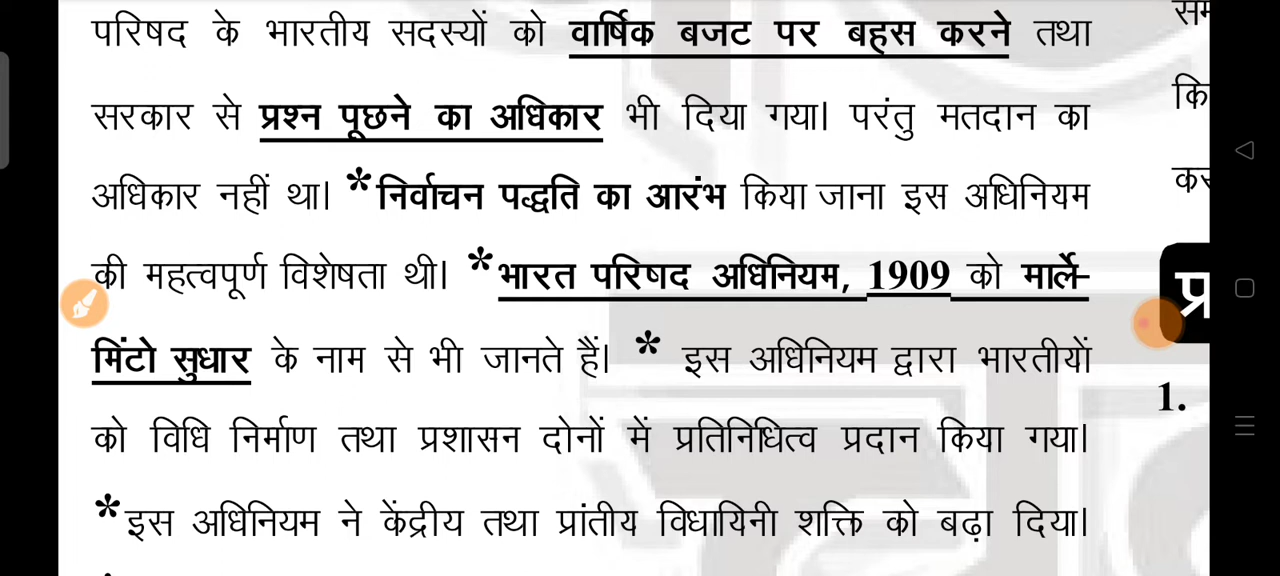 परिषद के भारतीय सदस्यों को वार्षिक बजट पर बहस करने तथा
सरकार से प्रश्न पूछने का अधिकार भी दिया गया। परंतु मतदान का
अधिकार नहीं था। *निर्वाचन पद्धति का आरंभ किया जाना इस अधिनियम
की महत्वपूर्ण विशेषता थी। *भारत परिषद अधिनियम, 1909 को मार्ले-
मिंटो सुधार के नाम से भी जानते हैं। * इस अधिनियम द्वारा भारतीयों
को विधि निर्माण तथा प्रशासन दोनों में प्रतिनिधित्व प्रदान किया गया।
*इस अधिनियम ने केंद्रीय तथा प्रांतीय विधायिनी शक्ति को बढ़ा दिया।
कि
1.